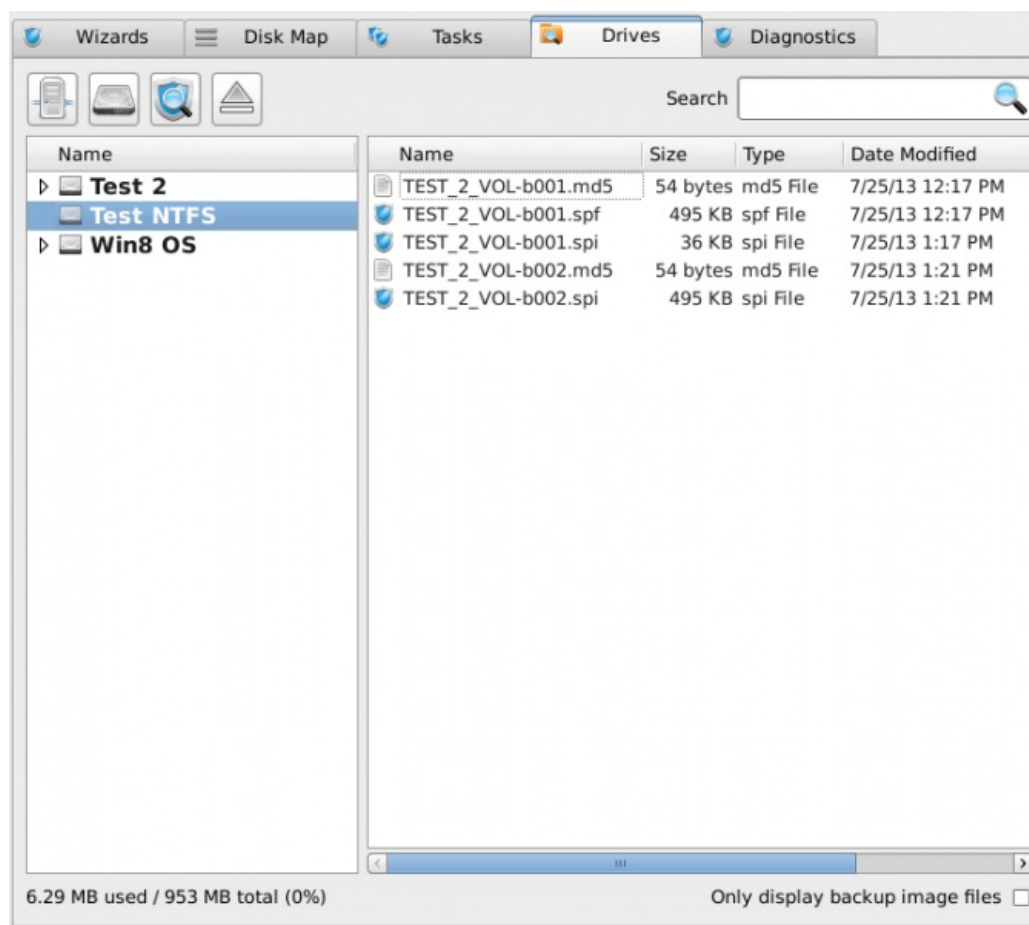 Wizards Disk Map Tasks Drives Diagnostics
Search
Name
Test 2
Test NTFS
Win8 OS
Name Size Type Date Modified
TEST_2_VOL-b001.md5 54 bytes md5 File 7/25/13 12:17 PM
TEST_2_VOL-b001.spf 495 KB spf File 7/25/13 12:17 PM
TEST_2_VOL-b001.spi 36 KB spi File 7/25/13 1:17 PM
TEST_2_VOL-b002.md5 54 bytes md5 File 7/25/13 1:21 PM
TEST_2_VOL-b002.spi 495 KB spi File 7/25/13 1:21 PM
6.29 MB used / 953 MB total (0%) Only display backup image files